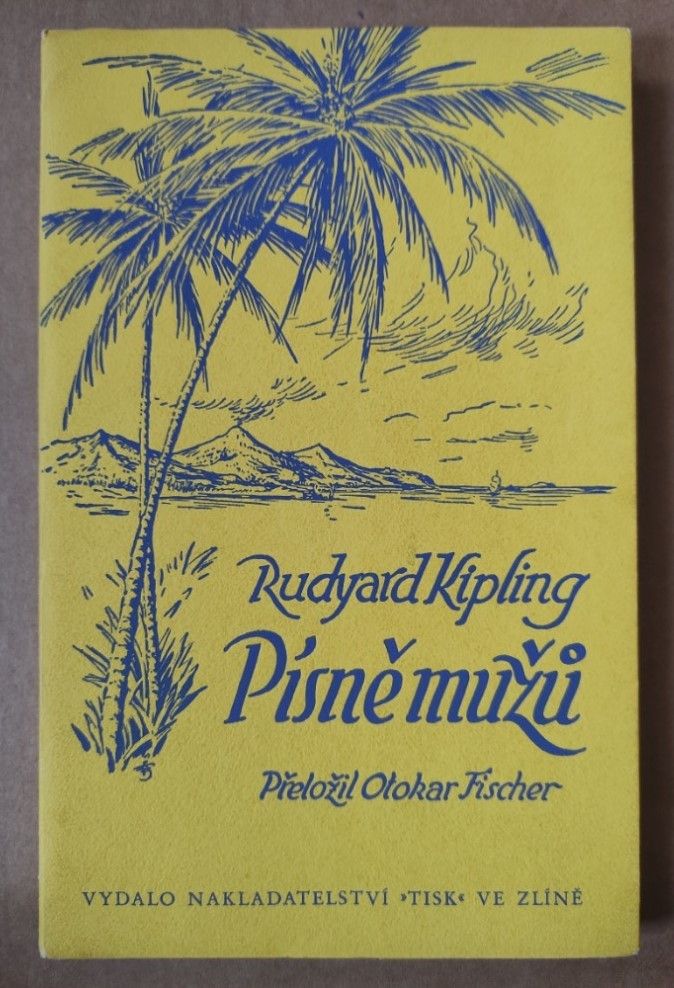 Rudyard Kipling
Písně mužů
Přeložil Otokar Fischer
VYDALO NAKLADATELSTVÍ »TISK« VE ZLÍNĚ